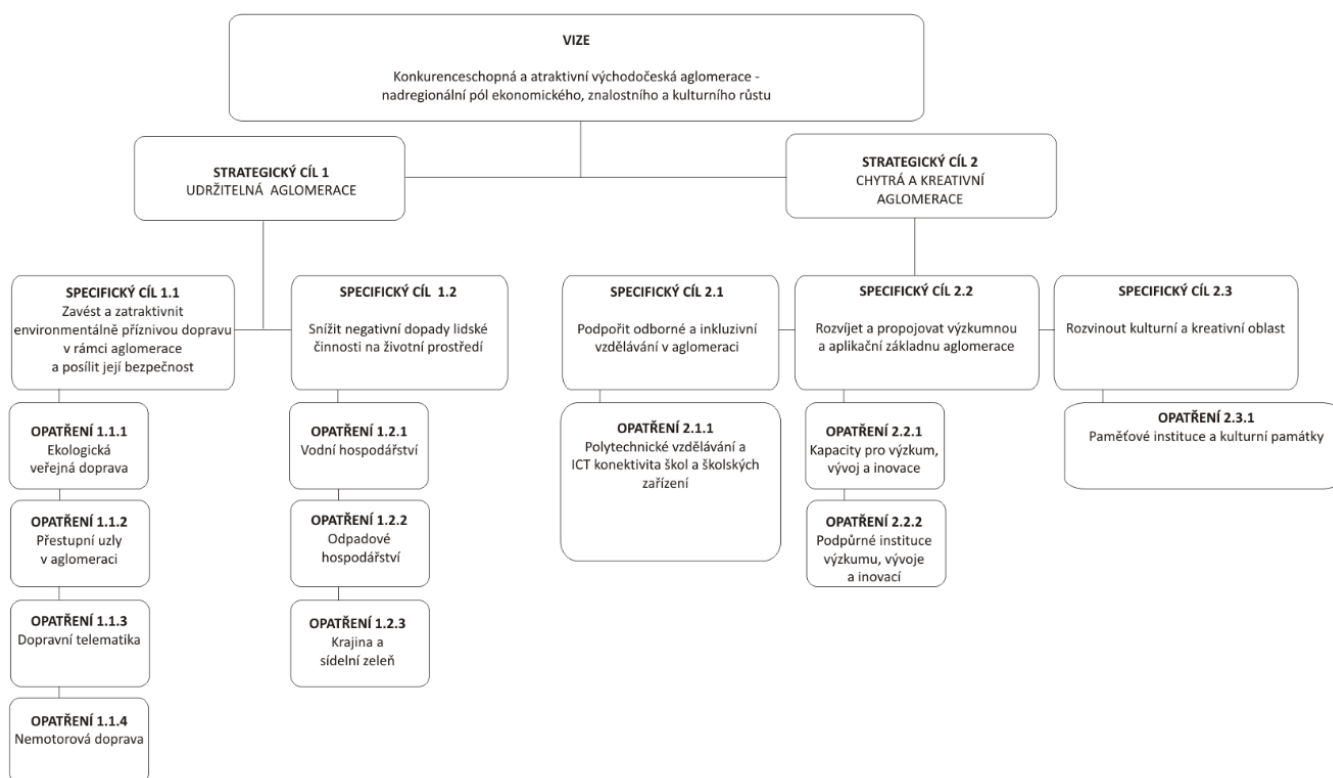 VIZE
Konkurenceschopná a atraktivní východočeská aglomerace -
nadregionální pól ekonomického, znalostního a kulturního růstu
STRATEGICKÝ CÍL 1
UDRŽITELNÁ AGLOMERACE
STRATEGICKÝ CÍL 2
CHYTRÁ A KREATIVNÍ
AGLOMERACE
SPECIFICKÝ CÍL 1.1
Zavést a zatraktivnit
environmentálně příznivou dopravu
v rámci aglomerace
a posílit její bezpečnost
SPECIFICKÝ CÍL 1.2
Snížit negativní dopady lidské
činnosti na životní prostředí
SPECIFICKÝ CÍL 2.1
Podpořit odborné a inkluzivní
vzdělávání v aglomeraci
SPECIFICKÝ CÍL 2.2
Rozvíjet a propojovat výzkumnou
a aplikační základnu aglomerace
SPECIFICKÝ CÍL 2.3
Rozvinout kulturní a kreativní oblast
OPATŘENÍ 1.1.1
Ekologická
veřejná doprava
OPATŘENÍ 1.1.2
Přestupní uzly
v aglomeraci
OPATŘENÍ 1.1.3
Dopravní telematika
OPATŘENÍ 1.1.4
Nemotorová doprava
OPATŘENÍ 1.2.1
Vodní hospodářství
OPATŘENÍ 1.2.2
Odpadové
hospodářství
OPATŘENÍ 1.2.3
Krajina a
sídelní zeleň
OPATŘENÍ 2.1.1
Polytechnické vzdělávání a
ICT konektivita škol a školských
zařízení
OPATŘENÍ 2.2.1
Kapacity pro výzkum,
vývoj a inovace
OPATŘENÍ 2.2.2
Podpůrné instituce
výzkumu, vývoje
a inovací
OPATŘENÍ 2.3.1
Paměťové instituce a kulturní památky